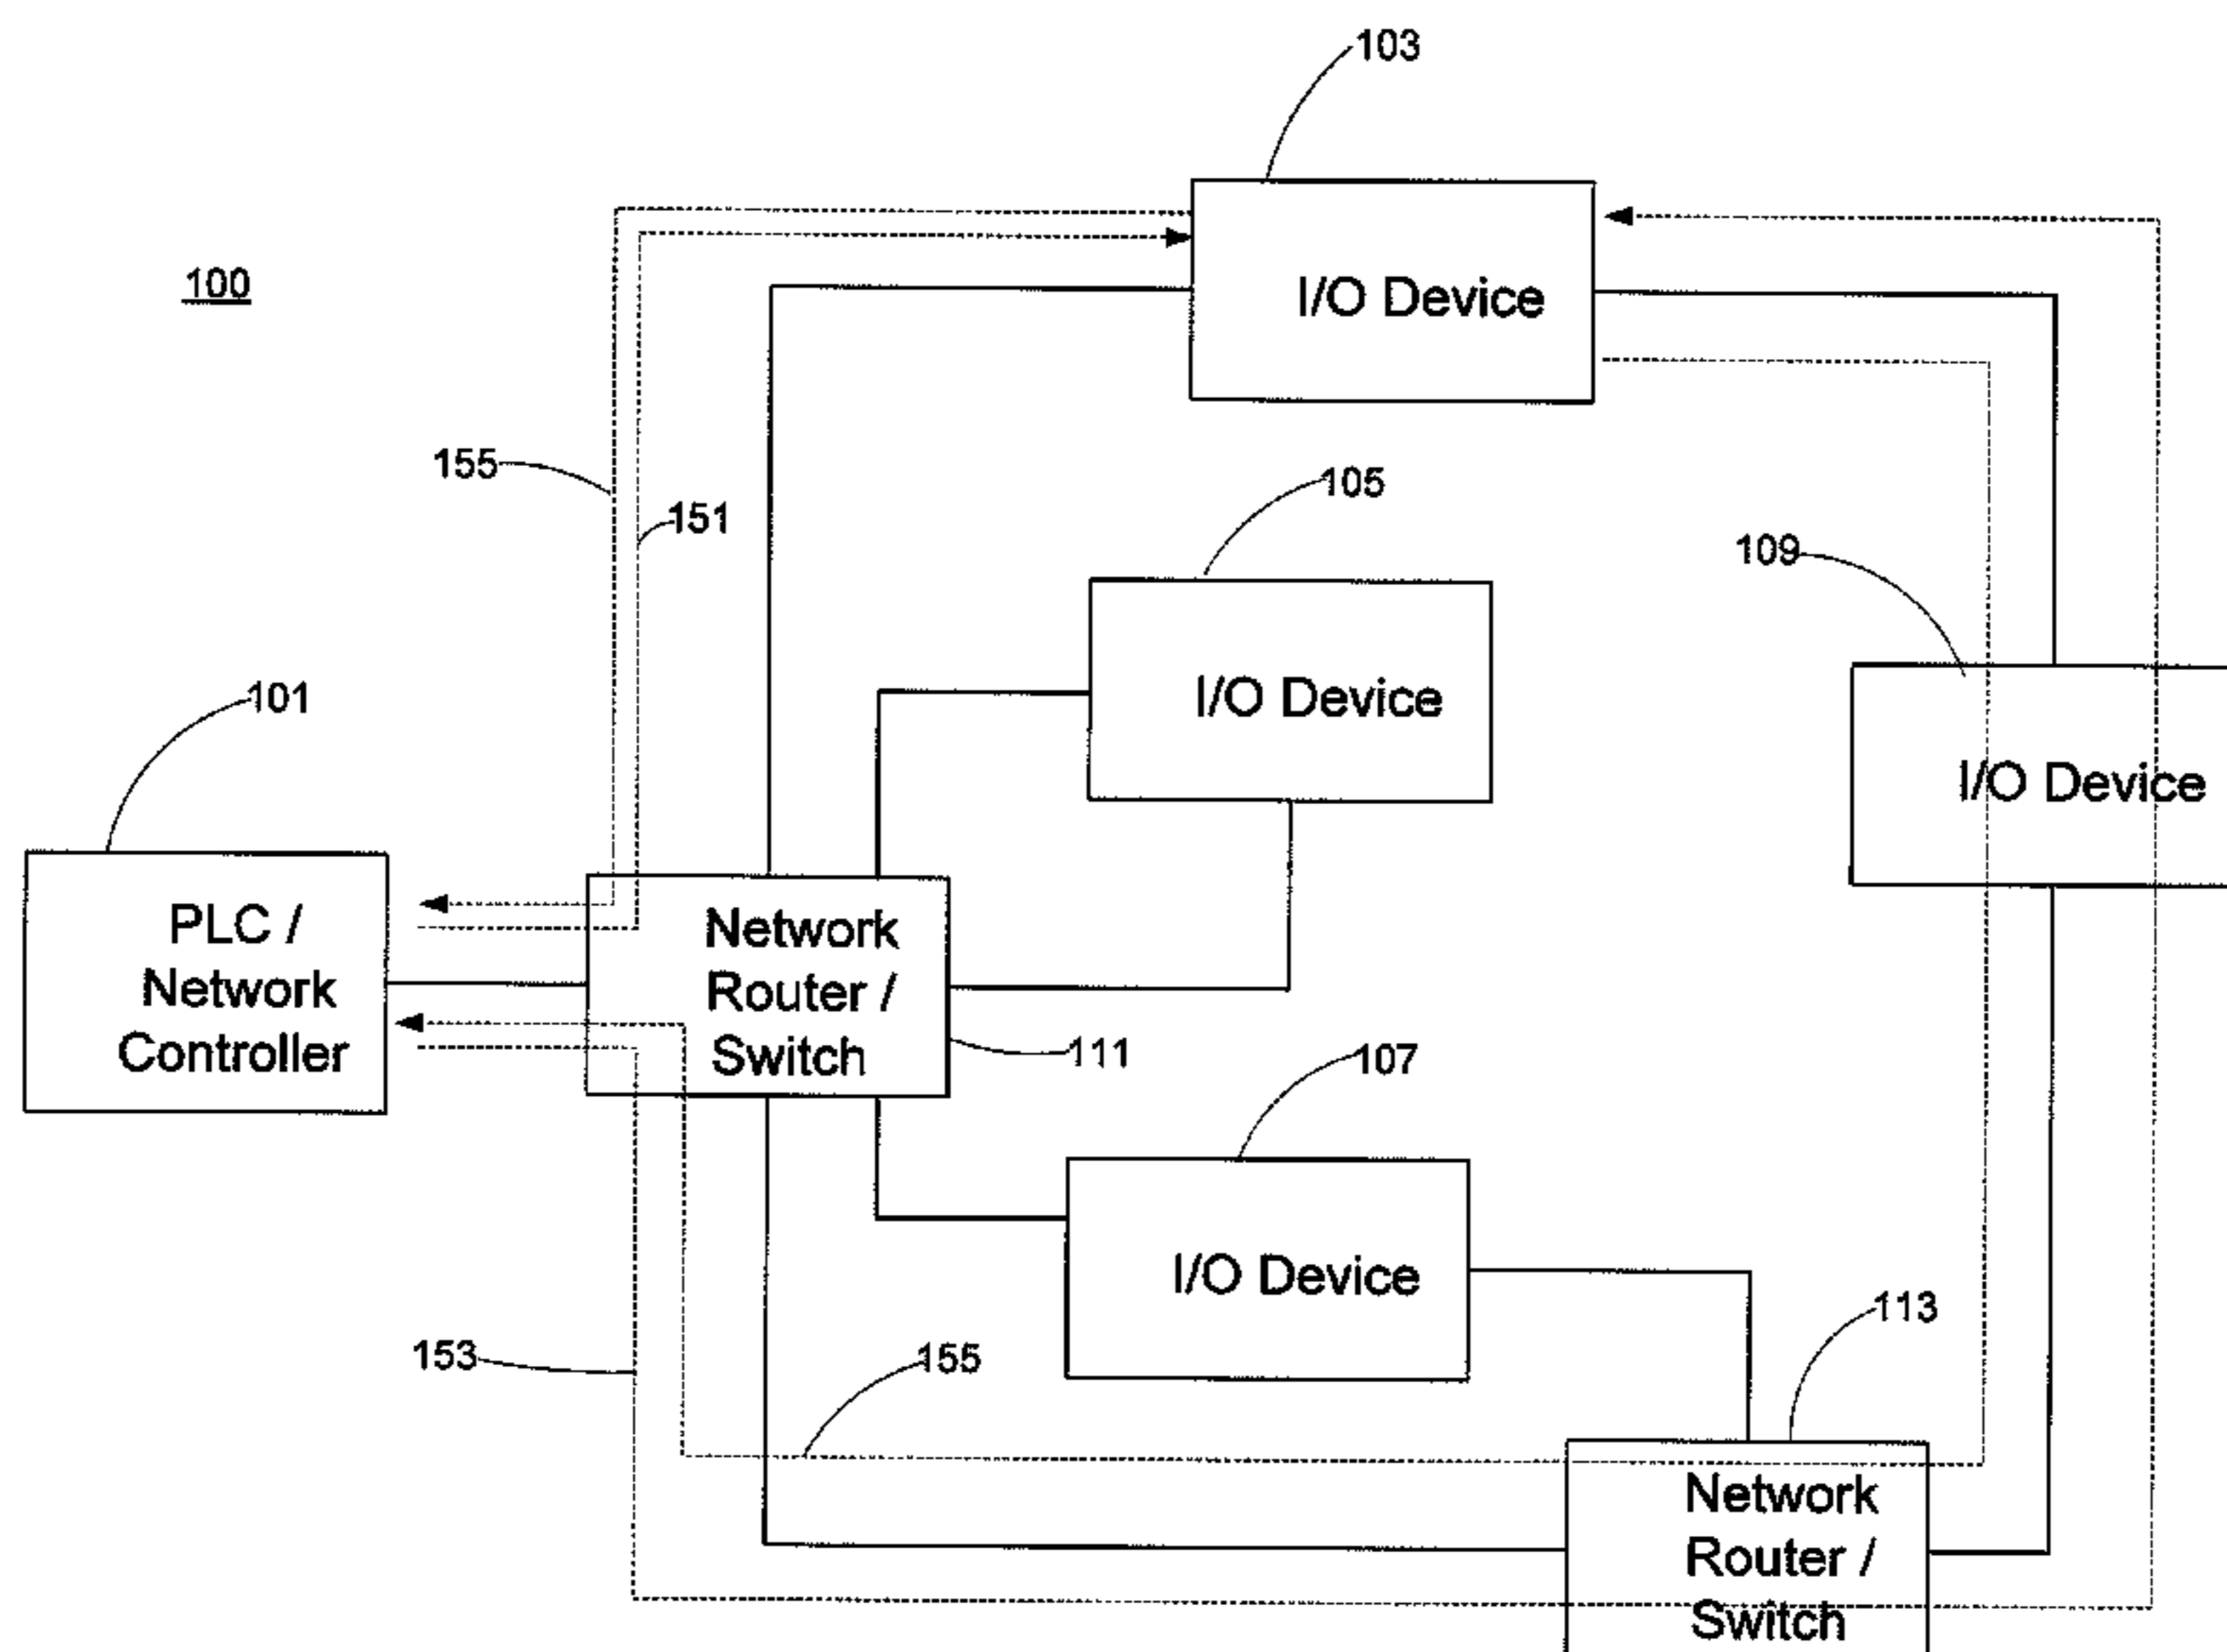 103
100
I/O Device
155
151
105
109
I/O Device
101
I/O Device
PLC /
Network
Controller
Network
Router /
Switch
111
107
I/O Device
113
153
155
Network
Router /
Switch